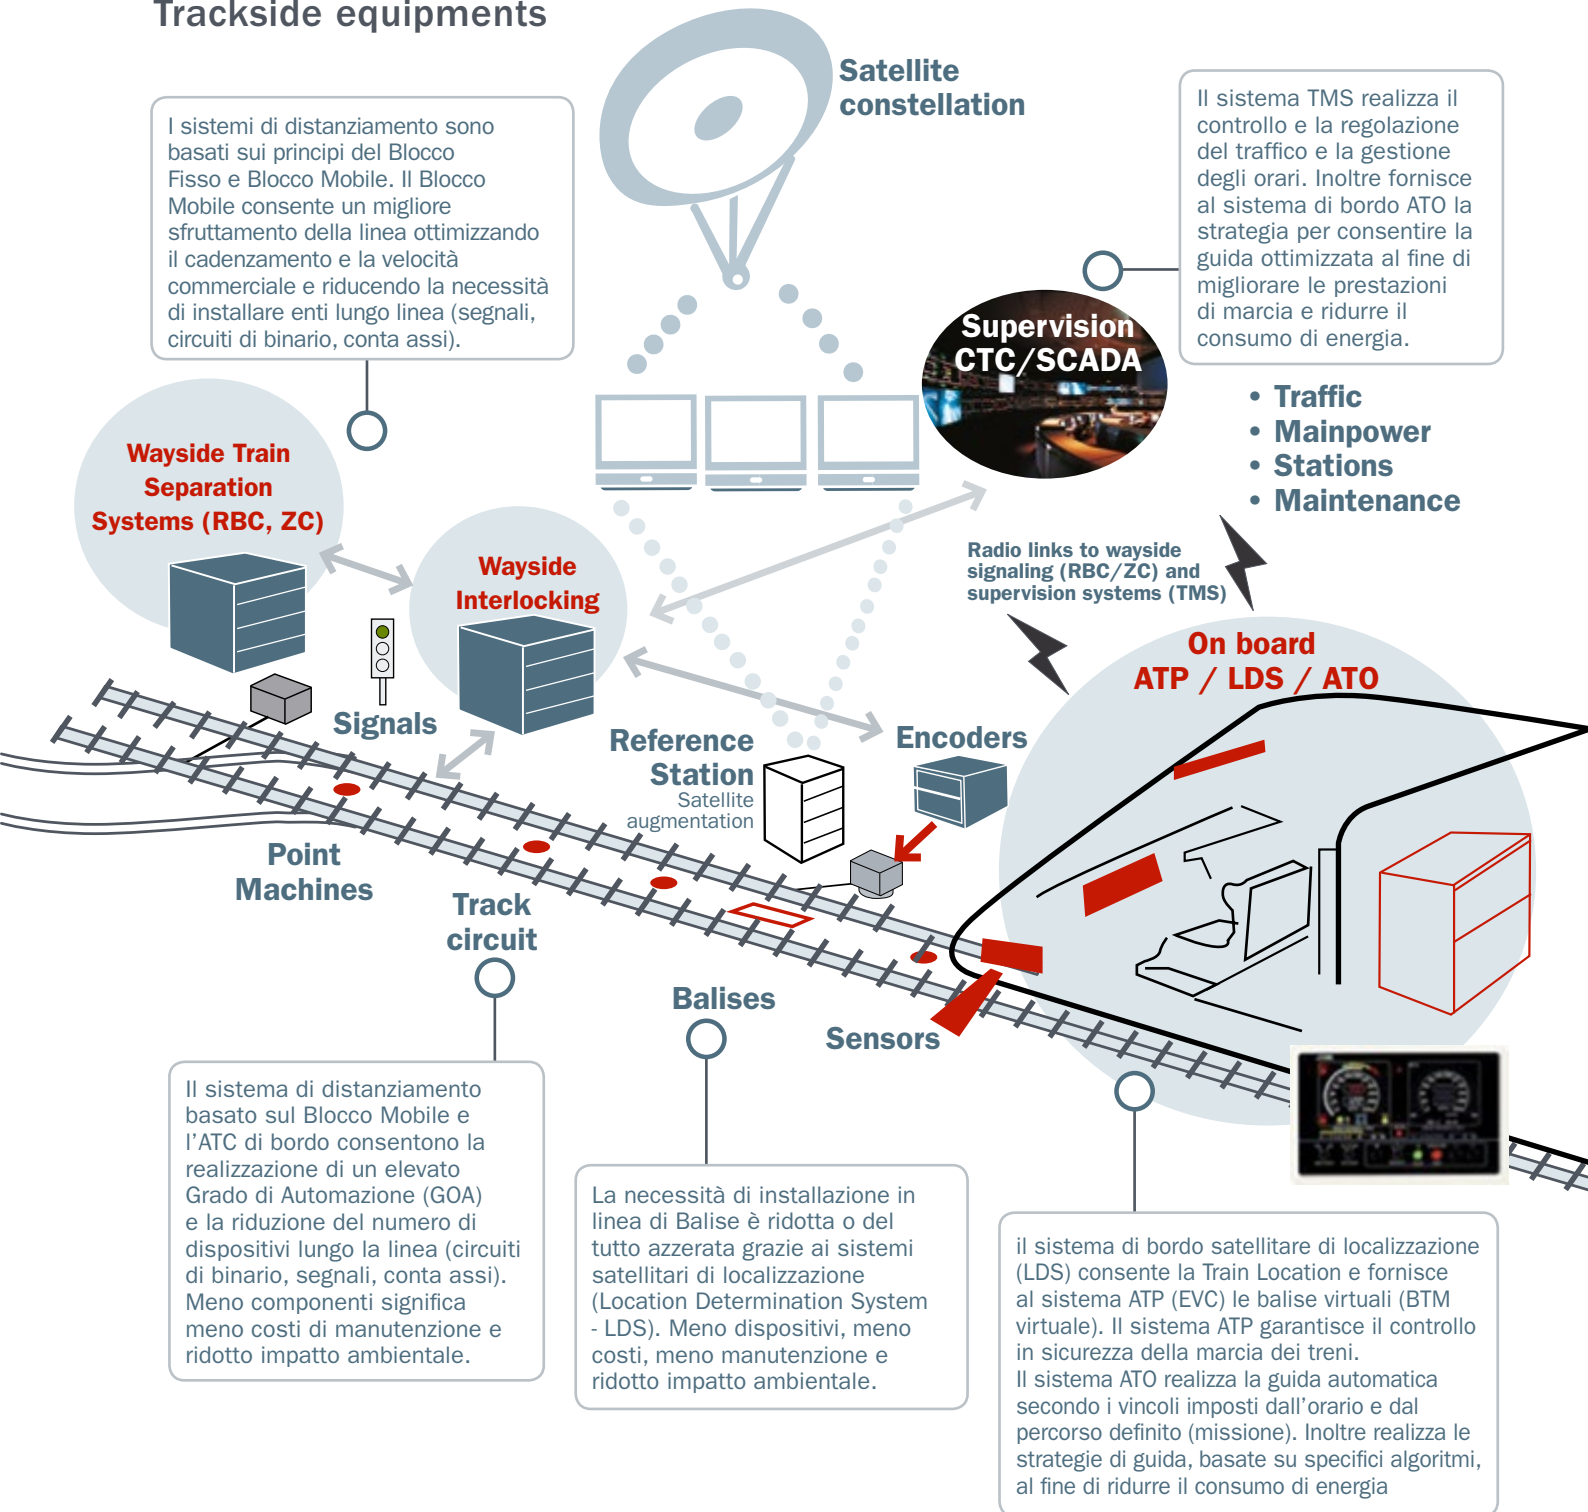 Trackside equipments
Satellite
constellation
I sistemi di distanziamento sono
basati sui principi del Blocco
Fisso e Blocco Mobile. Il Blocco
Mobile consente un migliore
sfruttamento della linea ottimizzando
il cadenzamento e la velocità
commerciale e riducendo la necessità
di installare enti lungo linea (segnali,
circuiti di binario, conta assi).
Il sistema TMS realizza il
controllo e la regolazione
del traffico e la gestione
degli orari. Inoltre fornisce
al sistema di bordo ATO la
strategia per consentire la
guida ottimizzata al fine di
migliorare le prestazioni
di marcia e ridurre il
consumo di energia.
Supervision
CTC/SCADA
• Traffic
• Mainpower
• Stations
• Maintenance
Wayside Train
Separation
Systems (RBC, ZC)
Wayside
Interlocking
Radio links to wayside
signaling (RBC/ZC) and
supervision systems (TMS)
On board
ATP / LDS / ATO
Signals
Reference
Station
Satellite
augmentation
Encoders
Point
Machines
Track
circuit
Balises
Sensors
Il sistema di distanziamento
basato sul Blocco Mobile e
l'ATC di bordo consentono la
realizzazione di un elevato
Grado di Automazione (GOA)
e la riduzione del numero di
dispositivi lungo la linea (circuiti
di binario, segnali, conta assi).
Meno componenti significa
meno costi di manutenzione e
ridotto impatto ambientale.
La necessità di installazione in
linea di Balise è ridotta o del
tutto azzerata grazie ai sistemi
satellitari di localizzazione
(Location Determination System
- LDS). Meno dispositivi, meno
costi, meno manutenzione e
ridotto impatto ambientale.
il sistema di bordo satellitare di localizzazione
(LDS) consente la Train Location e fornisce
al sistema ATP (EVC) le balise virtuali (BTM
virtuale). Il sistema ATP garantisce il controllo
in sicurezza della marcia dei treni.
Il sistema ATO realizza la guida automatica
secondo i vincoli imposti dall'orario e dal
percorso definito (missione). Inoltre realizza le
strategie di guida, basate su specifici algoritmi,
al fine di ridurre il consumo di energia